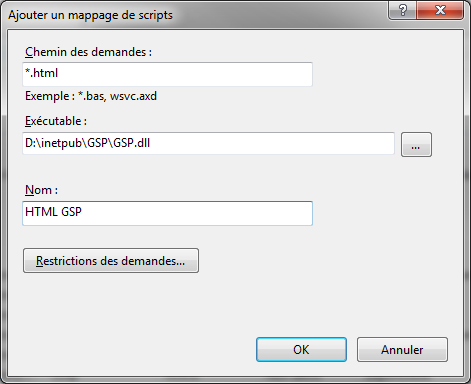 Ajouter un mappage de scripts
?
Chemin des demandes :
*.html
Exemple : *.bas, wsvc.axd
Exécutable :
D:\inetpub\GSP\GSP.dll
...
Nom :
HTML GSP
Restrictions des demandes...
OK
Annuler